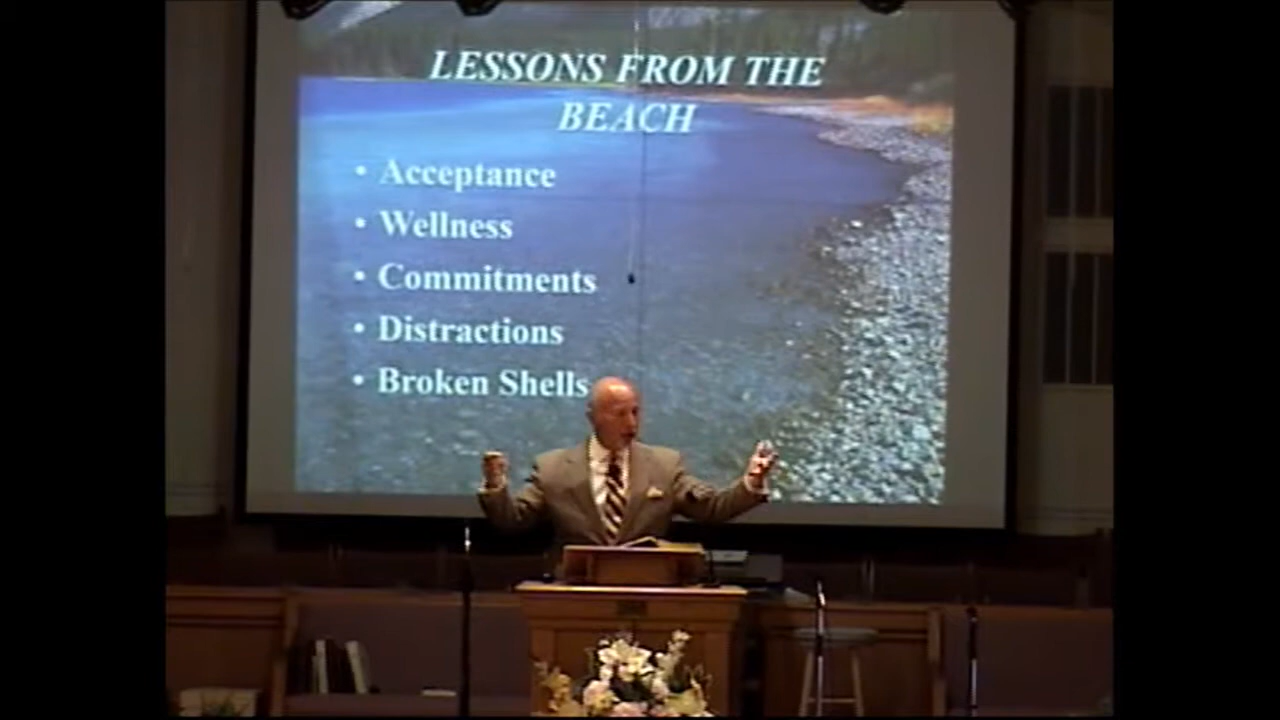 LESSONS FROM THE
BEACH
• Acceptance
• Wellness
• Commitments
• Distractions
• Broken Shells